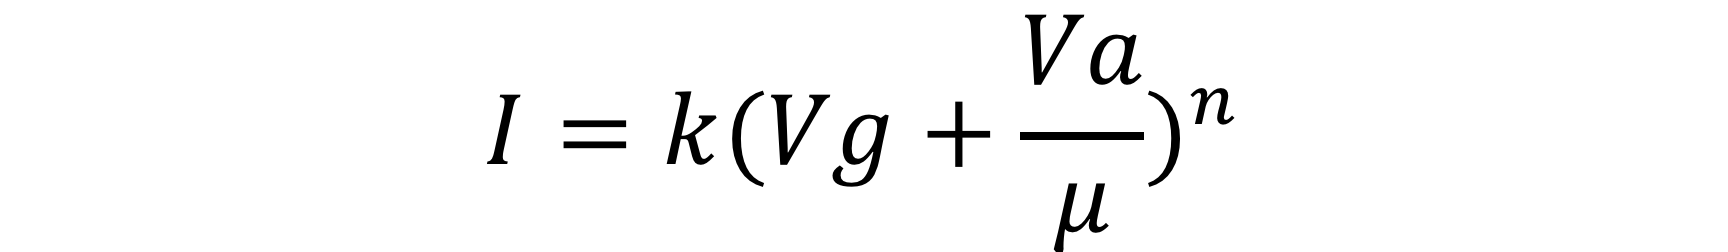 I = k(Vg + Va/μ)^n